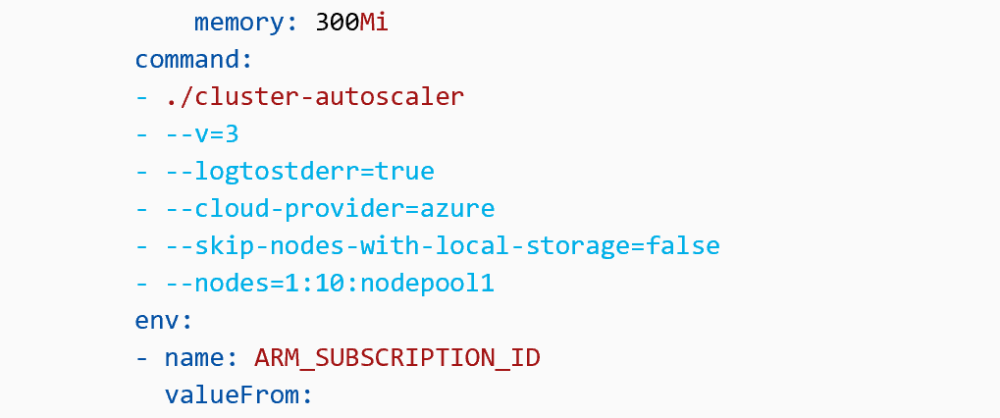 memory: 300Mi
command:
- ./cluster-autoscaler
- --v=3
- --logtostderr=true
- --cloud-provider=azure
- --skip-nodes-with-local-storage=false
- --nodes=1:10:nodepool1
env:
- name: ARM_SUBSCRIPTION_ID
valueFrom: